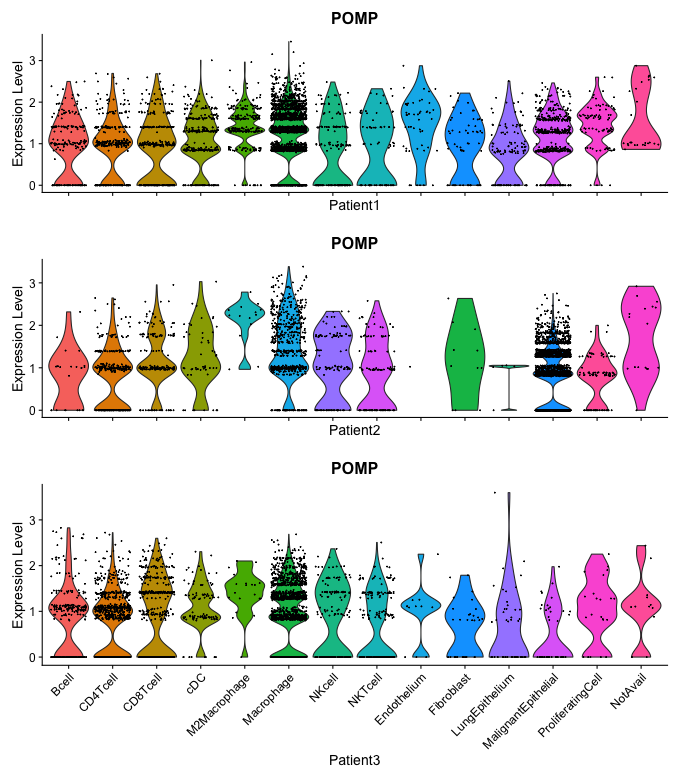 POMP
Expression Level
3
2
1
0
Patient1
POMP
Expression Level
3
2
1
0
Patient2
POMP
Expression Level
3
2
1
0
Bcell
CD4Tcell
CD8Tcell
cDC
M2Macrophage
Macrophage
NKcell
NKTcell
Endothelium
Fibroblast
LungEpithelium
MalignantEpithelial
ProliferatingCell
NotAvail
Patient3